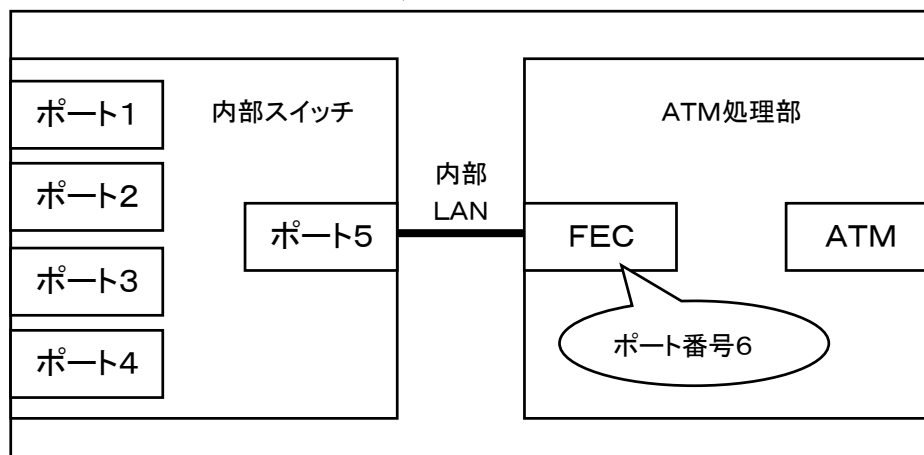 ポート1
ポート2
ポート3
ポート4
内部スイッチ
ポート5
内部
LAN
ATM処理部
FEC
ATM
ポート番号6